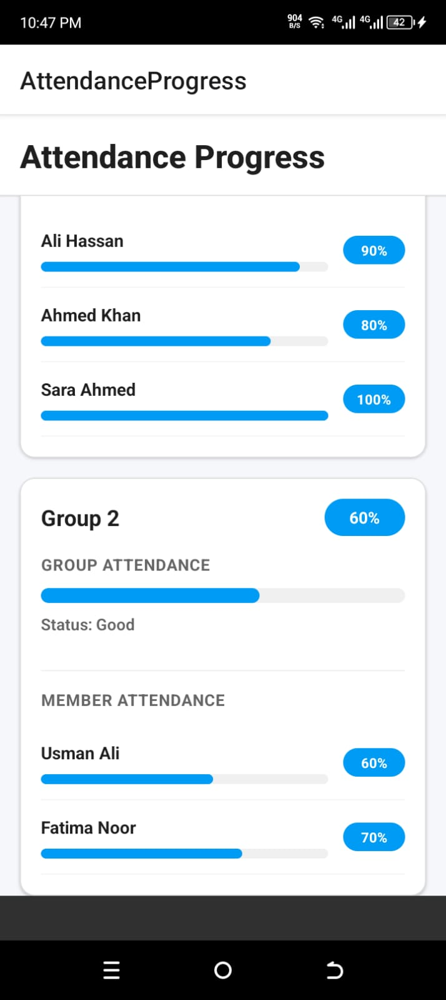 10:47 PM
904
B/S
4G
4G
42
AttendanceProgress
Attendance Progress
Ali Hassan
90%
Ahmed Khan
80%
Sara Ahmed
100%
Group 2
60%
GROUP ATTENDANCE
Status: Good
MEMBER ATTENDANCE
Usman Ali
60%
Fatima Noor
70%